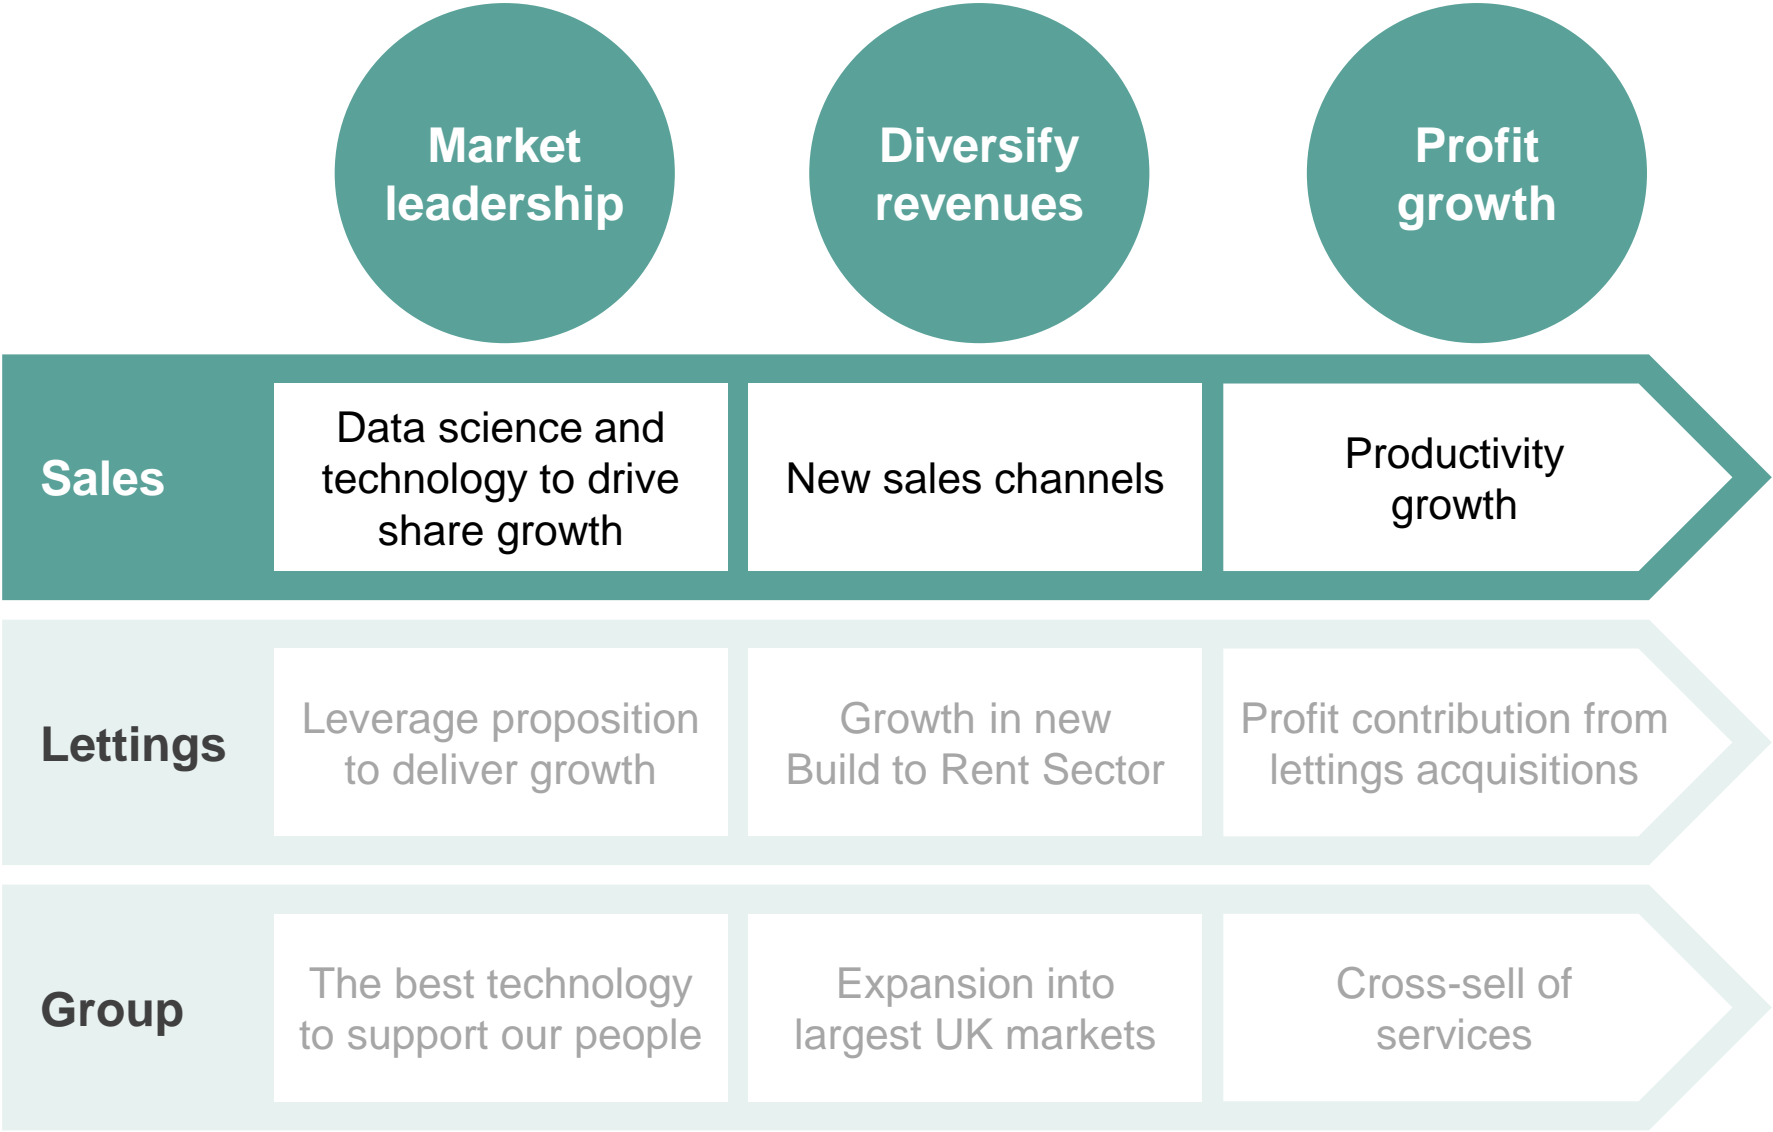 Market
leadership
Diversify
revenues
Profit
growth
Sales
Data science and
technology to drive
share growth
New sales channels
Productivity
growth
Lettings
Leverage proposition
to deliver growth
Growth in new
Build to Rent Sector
Profit contribution from
lettings acquisitions
Group
The best technology
to support our people
Expansion into
largest UK markets
Cross-sell of
services